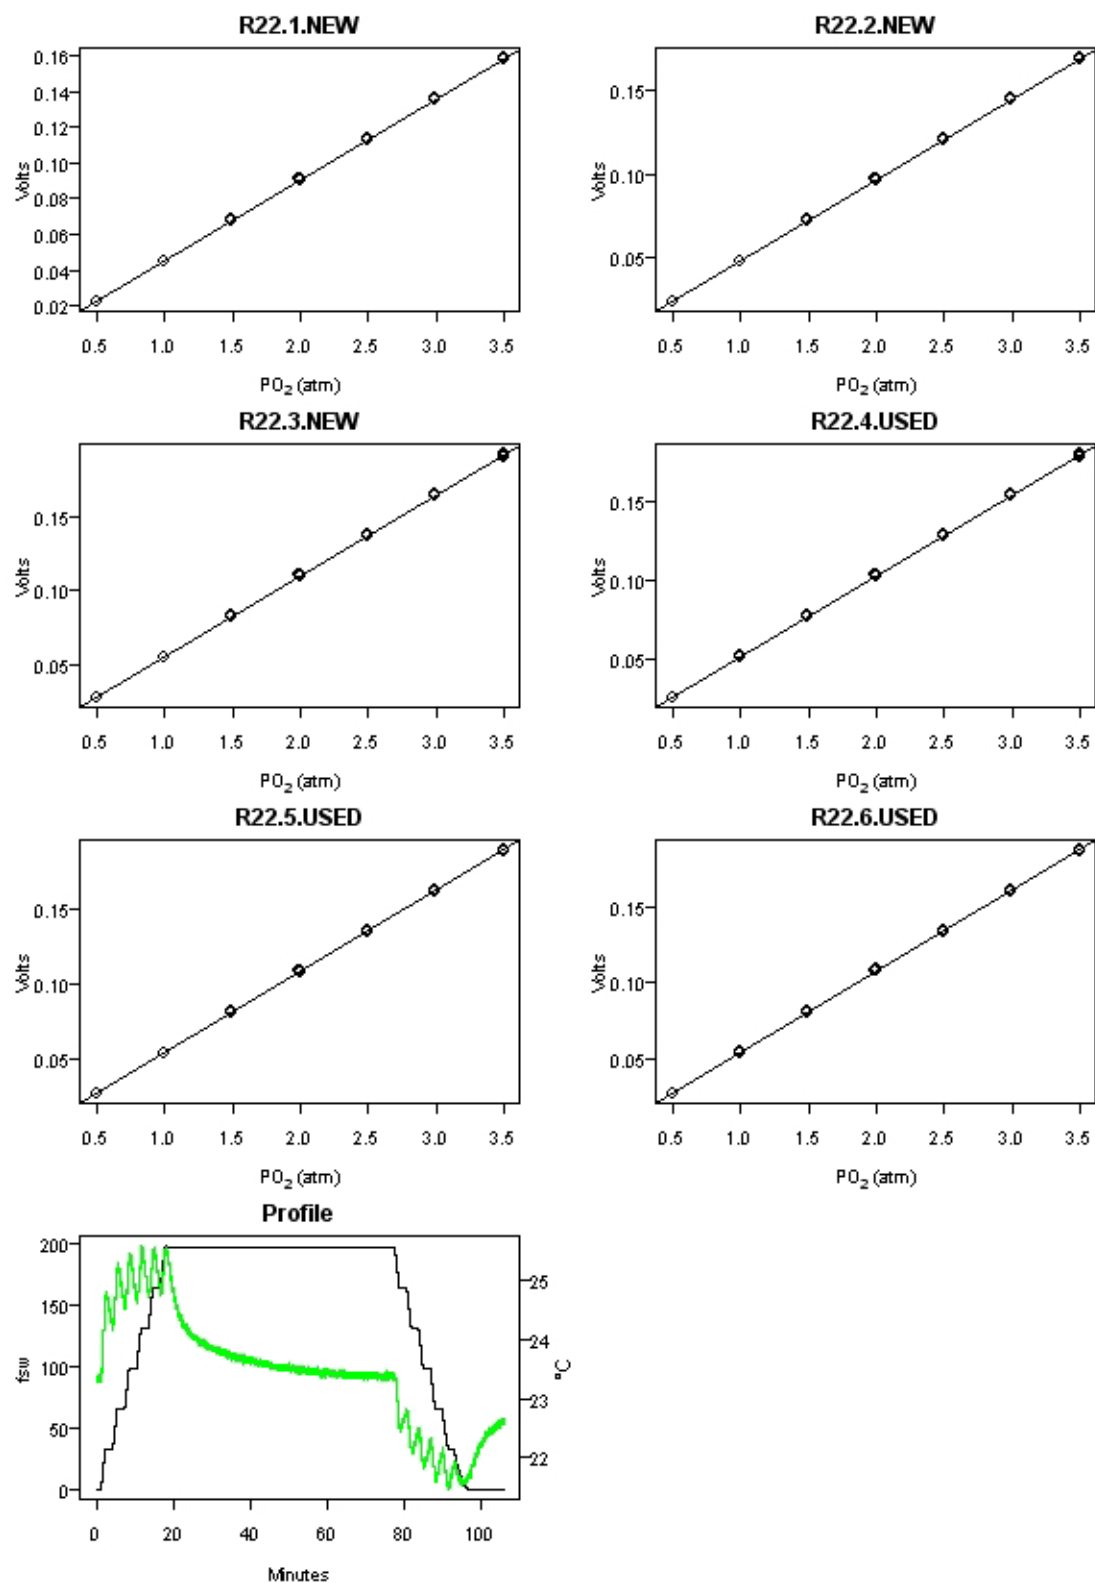 R22.1.NEW
R22.2.NEW
0.16
0.14
0.12
0.10
0.08
0.06
0.04
0.02
Volts
0.15
0.10
0.05
Volts
0.5 1.0 1.5 2.0 2.5 3.0 3.5
0.5 1.0 1.5 2.0 2.5 3.0 3.5
PO₂ (atm)
PO₂ (atm)
R22.3.NEW
R22.4.USED
0.15
0.10
0.05
Volts
0.15
0.10
0.05
Volts
0.5 1.0 1.5 2.0 2.5 3.0 3.5
0.5 1.0 1.5 2.0 2.5 3.0 3.5
PO₂ (atm)
PO₂ (atm)
R22.5.USED
R22.6.USED
0.15
0.10
0.05
Volts
0.15
0.10
0.05
Volts
0.5 1.0 1.5 2.0 2.5 3.0 3.5
0.5 1.0 1.5 2.0 2.5 3.0 3.5
PO₂ (atm)
PO₂ (atm)
Profile
200
150
100
50
0
fsw
25
24
23
22
°C
0 20 40 60 80 100
Minutes